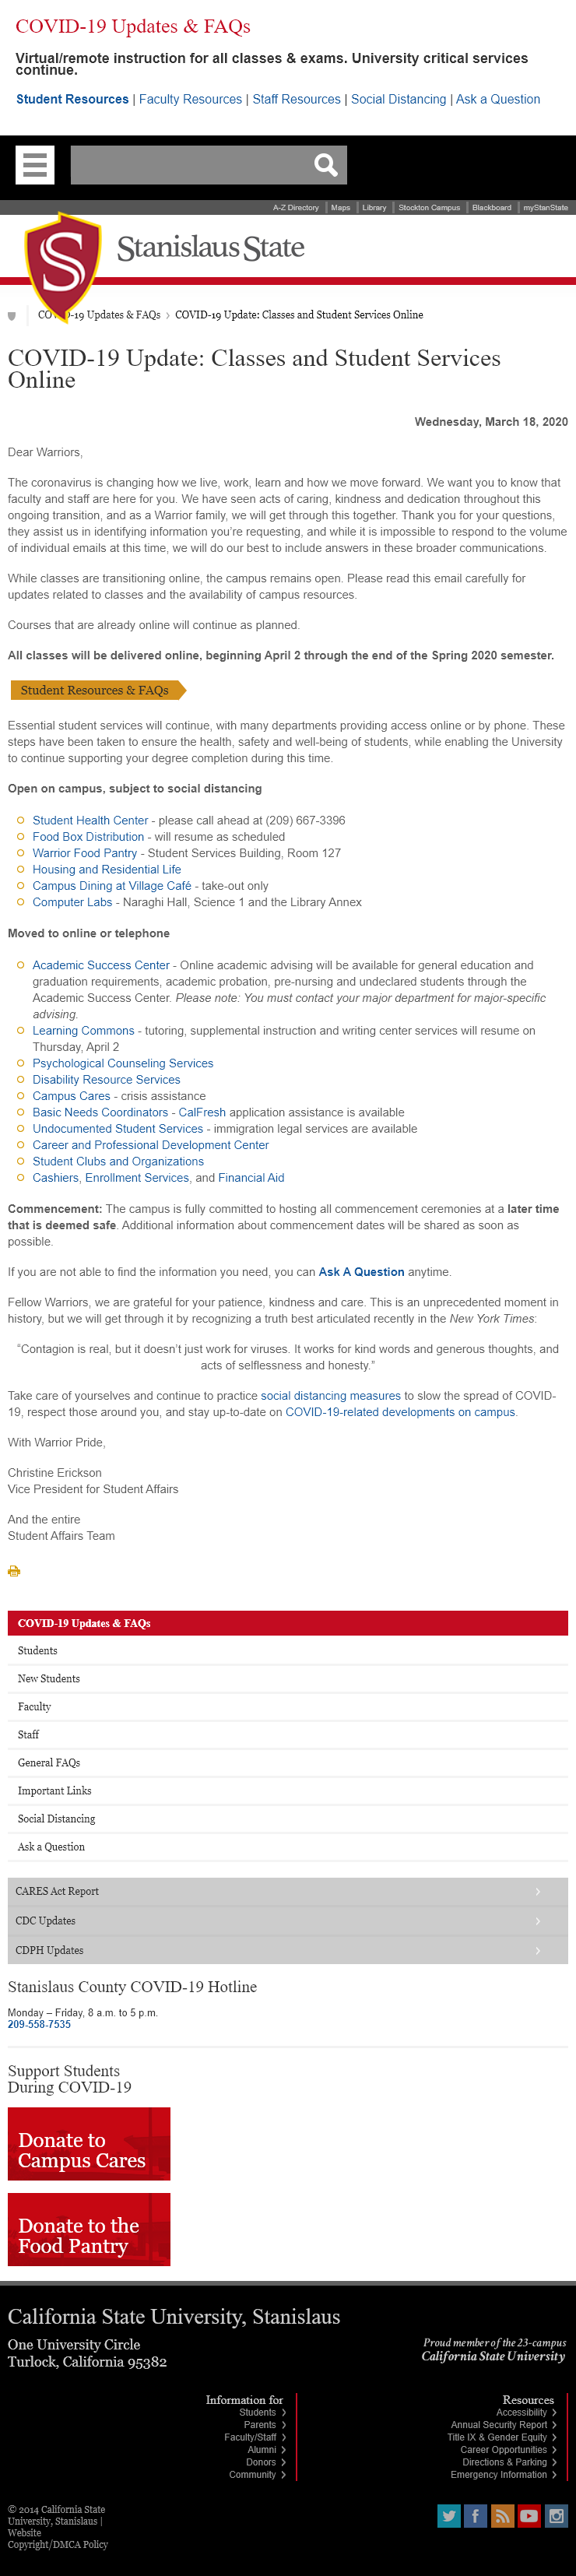 COVID-19 Updates & FAQs
Virtual/remote instruction for all classes & exams. University critical services
continue.
Student Resources | Faculty Resources | Staff Resources | Social Distancing | Ask a Question
A-Z Directory
Maps
Library
Stockton Campus
Blackboard
myStanState
Stanislaus State
COVID-19 Updates & FAQs
COVID-19 Update: Classes and Student Services Online
COVID-19 Update: Classes and Student Services
Online
Wednesday, March 18, 2020
Dear Warriors,
The coronavirus is changing how we live, work, learn and how we move forward. We want you to know that
faculty and staff are here for you. We have seen acts of caring, kindness and dedication throughout this
ongoing transition, and as a Warrior family, we will get through this together. Thank you for your questions,
they assist us in identifying information you're requesting, and while it is impossible to respond to the volume
of individual emails at this time, we will do our best to include answers in these broader communications.
While classes are transitioning online, the campus remains open. Please read this email carefully for
updates related to classes and the availability of campus resources.
Courses that are already online will continue as planned.
All classes will be delivered online, beginning April 2 through the end of the Spring 2020 semester.
Student Resources & FAQs
Essential student services will continue, with many departments providing access online or by phone. These
steps have been taken to ensure the health, safety and well-being of students, while enabling the University
to continue supporting your degree completion during this time.
Open on campus, subject to social distancing
Student Health Center - please call ahead at (209) 667-3396
Food Box Distribution - will resume as scheduled
Warrior Food Pantry - Student Services Building, Room 127
Housing and Residential Life
Campus Dining at Village Café - take-out only
Computer Labs - Naraghi Hall, Science 1 and the Library Annex
Moved to online or telephone
Academic Success Center - Online academic advising will be available for general education and
graduation requirements, academic probation, pre-nursing and undeclared students through the
Academic Success Center. Please note: You must contact your major department for major-specific
advising.
Learning Commons - tutoring, supplemental instruction and writing center services will resume on
Thursday, April 2
Psychological Counseling Services
Disability Resource Services
Campus Cares - crisis assistance
Basic Needs Coordinators - CalFresh application assistance is available
Undocumented Student Services - immigration legal services are available
Career and Professional Development Center
Student Clubs and Organizations
Cashiers, Enrollment Services, and Financial Aid
Commencement: The campus is fully committed to hosting all commencement ceremonies at a later time
that is deemed safe. Additional information about commencement dates will be shared as soon as
possible.
If you are not able to find the information you need, you can Ask A Question anytime.
Fellow Warriors, we are grateful for your patience, kindness and care. This is an unprecedented moment in
history, but we will get through it by recognizing a truth best articulated recently in the New York Times:
“Contagion is real, but it doesn’t just work for viruses. It works for kind words and generous thoughts, and
acts of selflessness and honesty.”
Take care of yourselves and continue to practice social distancing measures to slow the spread of COVID-
19, respect those around you, and stay up-to-date on COVID-19-related developments on campus.
With Warrior Pride,
Christine Erickson
Vice President for Student Affairs
And the entire
Student Affairs Team
COVID-19 Updates & FAQs
Students
New Students
Faculty
Staff
General FAQs
Important Links
Social Distancing
Ask a Question
CARES Act Report
CDC Updates
CDPH Updates
Stanislaus County COVID-19 Hotline
Monday – Friday, 8 a.m. to 5 p.m.
209-558-7535
Support Students
During COVID-19
Donate to
Campus Cares
Donate to the
Food Pantry
California State University, Stanislaus
One University Circle
Turlock, California 95382
Proud member of the 23-campus
California State University
Information for
Students
Parents
Faculty/Staff
Alumni
Donors
Community
Resources
Accessibility
Annual Security Report
Title IX & Gender Equity
Career Opportunities
Directions & Parking
Emergency Information
© 2014 California State
University, Stanislaus |
Website
Copyright/DMCA Policy